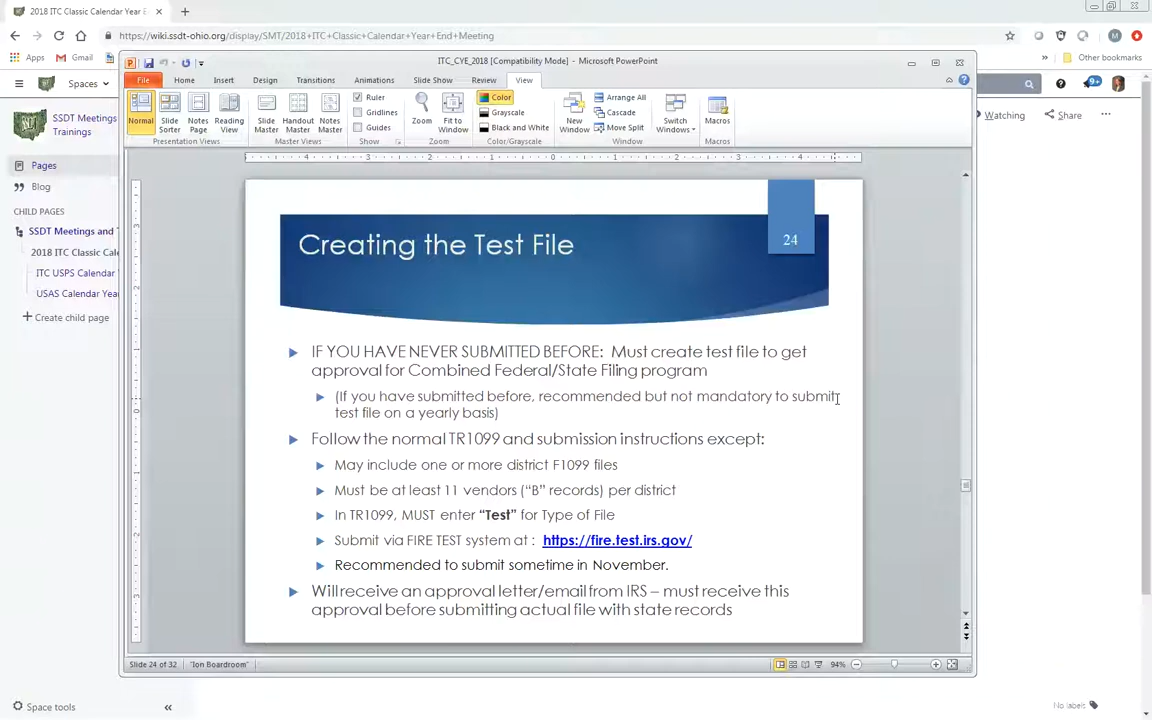 2018 ITC Classic Calendar Year E
https://wiki.ssdt-ohio.org/display/SMT/2018+ITC+Classic+Calendar+Year+End+Meeting
M
Apps
Gmail
»
Other bookmarks
Spaces
9+
SSDT Meetings
Trainings
Watching
Share
Pages
Blog
CHILD PAGES
SSDT Meetings and T
2018 ITC Classic Cale
ITC USPS Calendar
USAS Calendar Yea
Create child page
Space tools
«
No labels
ITC_CYE_2018 [Compatibility Mode] - Microsoft PowerPoint
File Home Insert Design Transitions Animations Slide Show Review View
Normal
Slide Sorter
Notes Page
Reading View
Presentation Views
Slide Master
Handout Master
Notes Master
Master Views
Ruler
Gridlines
Guides
Show
Zoom
Fit to Window
Zoom
Color
Grayscale
Black and White
Color/Grayscale
New Window
Arrange All
Cascade
Move Split
Switch Windows
Window
Macros
Macros
24
Creating the Test File
IF YOU HAVE NEVER SUBMITTED BEFORE: Must create test file to get
approval for Combined Federal/State Filing program
(If you have submitted before, recommended but not mandatory to submit
test file on a yearly basis)
Follow the normal TR1099 and submission instructions except:
May include one or more district F1099 files
Must be at least 11 vendors (“B” records) per district
In TR1099, MUST enter “Test” for Type of File
Submit via FIRE TEST system at : https://fire.test.irs.gov/
Recommended to submit sometime in November.
Will receive an approval letter/email from IRS – must receive this
approval before submitting actual file with state records
Slide 24 of 32
"Ion Boardroom"
94%